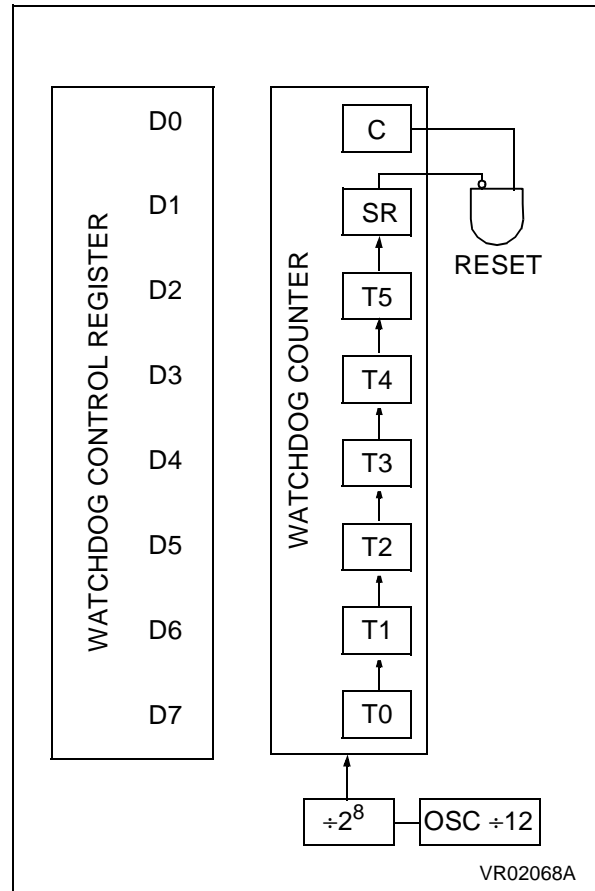 WATCHDOG CONTROL REGISTER
D0
D1
D2
D3
D4
D5
D6
D7
WATCHDOG COUNTER
C
SR
T5
T4
T3
T2
T1
T0
RESET
÷2⁸
OSC ÷12
VR02068A